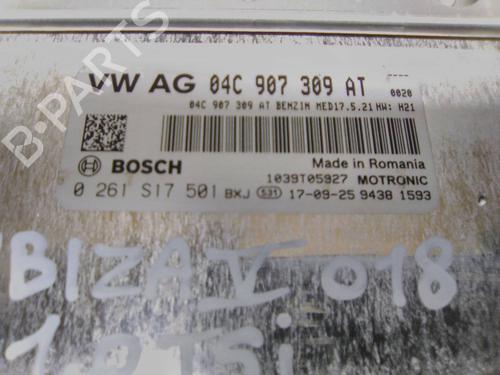 VW AG 04C 907 309 AT ----
0020
04C 907 309 AT BENZIN MED17.5.21 HW: H21
BOSCH
Made in Romania
1039T05927 MOTRONIC
0 261 S17 501 BXJ 531 17-09-25 9438 1593
IBIZA V 018
1.0 TSi
B-PARTS